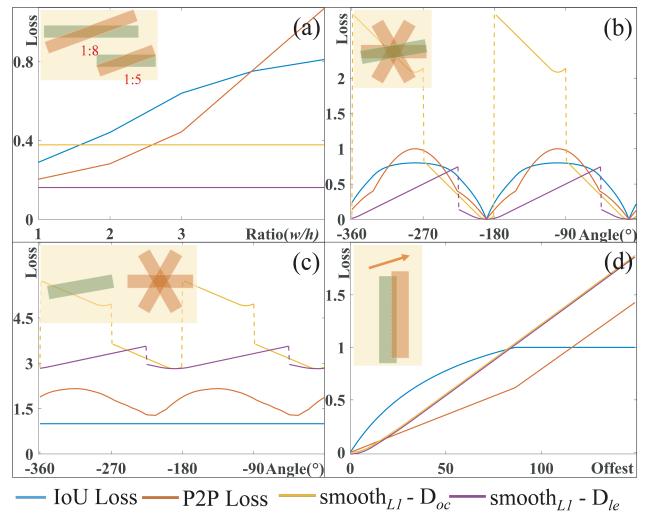 Loss
(a)
1:8
1:5
0.8
0.4
0
1
2
3
Ratio(w/h)
Loss
(b)
2
1.5
1
0.5
0
-360
-270
-180
-90
Angle(°)
Loss
(c)
4.5
3
1.5
0
-360
-270
-180
-90
Angle(°)
Loss
(d)
1.5
1
0.5
0
0
50
100
Offest
IoU Loss
P2P Loss
smoothL1 - Doc
smoothL1 - Dle